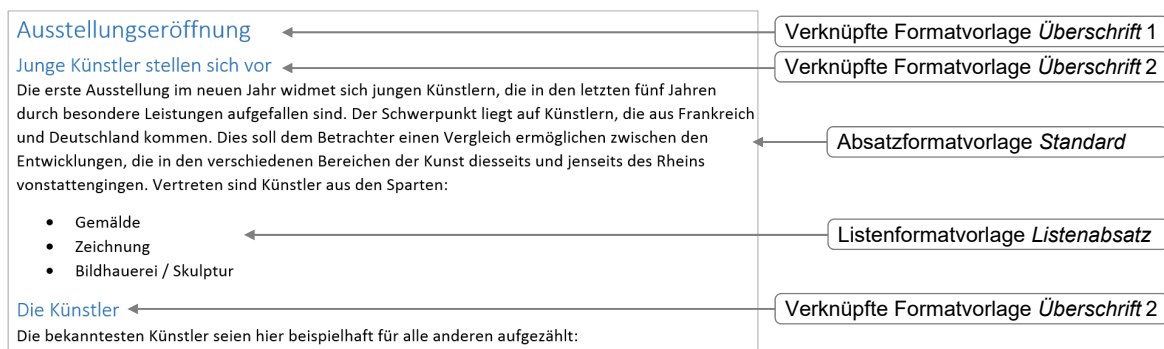 Ausstellungseröffnung
Verknüpfte Formatvorlage Überschrift 1
Junge Künstler stellen sich vor
Verknüpfte Formatvorlage Überschrift 2
Die erste Ausstellung im neuen Jahr widmet sich jungen Künstlern, die in den letzten fünf Jahren
durch besondere Leistungen aufgefallen sind. Der Schwerpunkt liegt auf Künstlern, die aus Frankreich
und Deutschland kommen. Dies soll dem Betrachter einen Vergleich ermöglichen zwischen den
Entwicklungen, die in den verschiedenen Bereichen der Kunst diesseits und jenseits des Rheins
vonstattengingen. Vertreten sind Künstler aus den Sparten:
Absatzformatvorlage Standard
• Gemälde
• Zeichnung
• Bildhauerei / Skulptur
Listenformatvorlage Listenabsatz
Die Künstler
Verknüpfte Formatvorlage Überschrift 2
Die bekanntesten Künstler seien hier beispielhaft für alle anderen aufgezählt: